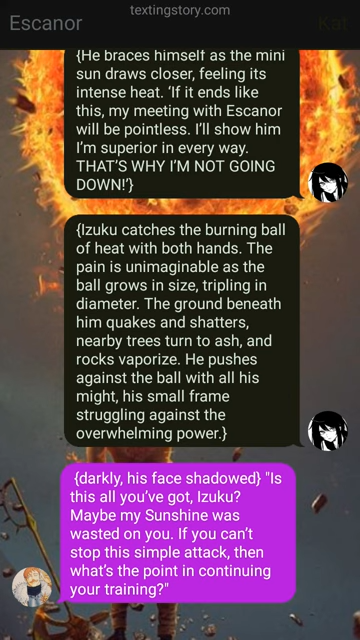 textingstory.com
Escanor
Kat
{He braces himself as the mini
sun draws closer, feeling its
intense heat. ‘If it ends like
this, my meeting with Escanor
will be pointless. I’ll show him
I’m superior in every way.
THAT’S WHY I’M NOT GOING
DOWN!’}
{Izuku catches the burning ball
of heat with both hands. The
pain is unimaginable as the
ball grows in size, tripling in
diameter. The ground beneath
him quakes and shatters,
nearby trees turn to ash, and
rocks vaporize. He pushes
against the ball with all his
might, his small frame
struggling against the
overwhelming power.}
{darkly, his face shadowed} "Is
this all you’ve got, Izuku?
Maybe my Sunshine was
wasted on you. If you can’t
stop this simple attack, then
what’s the point in continuing
your training?"